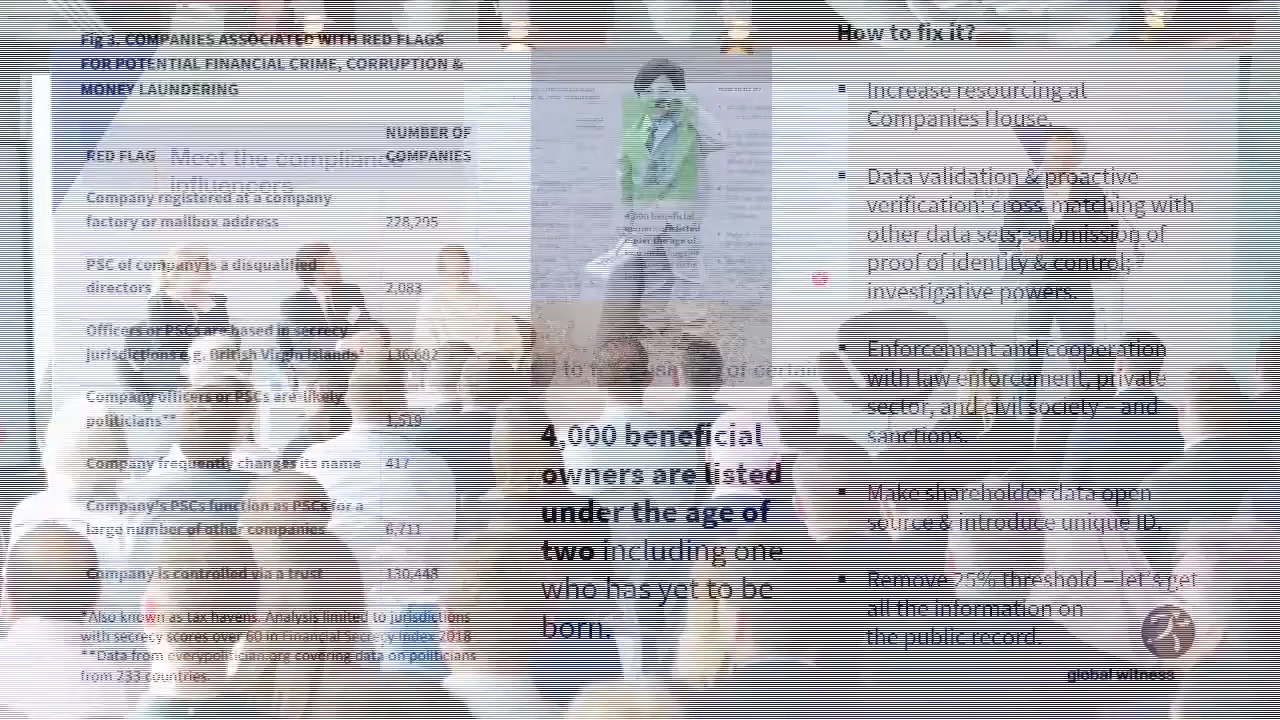 Fig 3. COMPANIES ASSOCIATED WITH RED FLAGS
FOR POTENTIAL FINANCIAL CRIME, CORRUPTION &
MONEY LAUNDERING
NUMBER OF
RED FLAG COMPANIES
Meet the compliance
influencers
Company registered at a company
factory or mailbox address 228,295
PSC of company is a disqualified
directors 2,083
Officers or PSCs are based in secrecy
jurisdictions e.g. British Virgin Islands* 136,682
Company officers or PSCs are likely
politicians** 1,519
Company frequently changes its name 417
Company's PSCs function as PSCs for a
large number of other companies 6,711
Company is controlled via a trust 130,448
*Also known as tax havens. Analysis limited to jurisdictions
with secrecy scores over 60 in Financial Secrecy Index 2018
**Data from everypolitician.org covering data on politicians
from 233 countries.
4,000 beneficial
owners are listed
under the age of
two including one
who has yet to be
born.
How to fix it?
▪ Increase resourcing at
Companies House.
▪ Data validation & proactive
verification: cross matching with
other data sets, submission of
proof of identity & control,
investigative powers.
▪ Enforcement and cooperation
with law enforcement, private
sector, and civil society – and
sanctions.
▪ Make shareholder data open
source & introduce unique ID.
▪ Remove 25% threshold – let's get
all the information on
the public record.
global witness